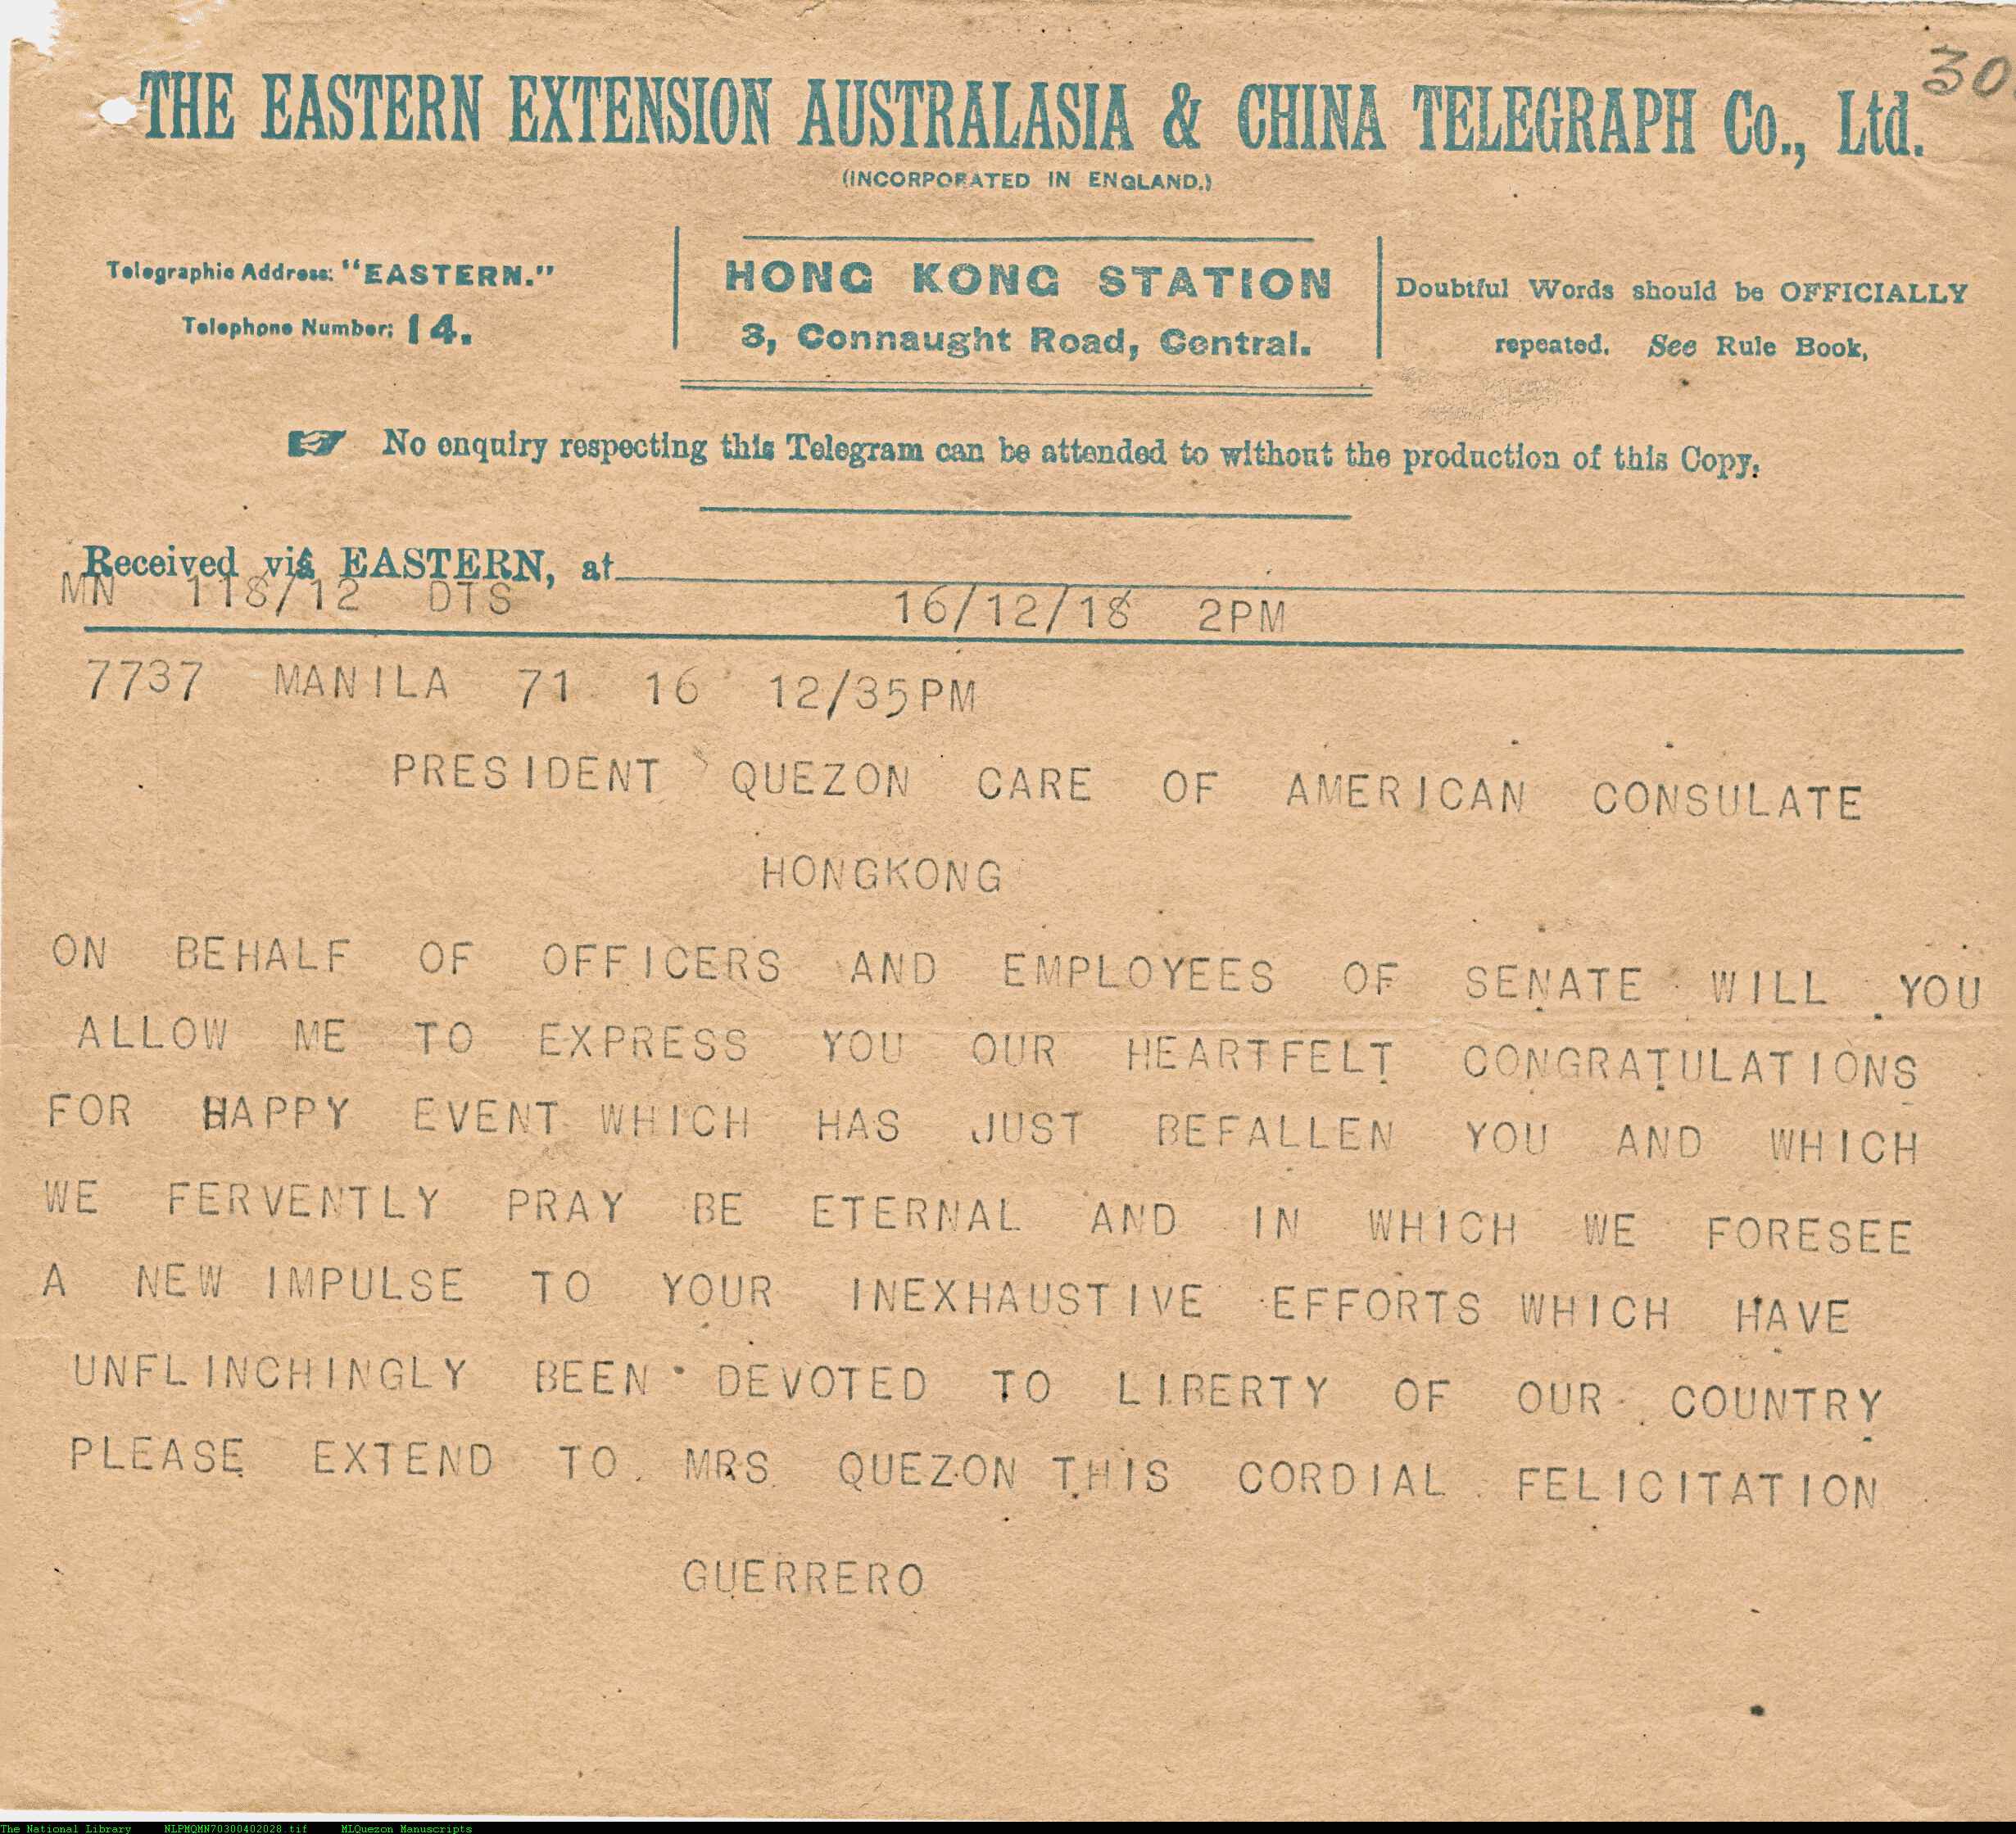 30
THE EASTERN EXTENSION AUSTRALASIA & CHINA TELEGRAPH Co., Ltd.
(INCORPORATED IN ENGLAND.)
Telegraphic Address: "EASTERN."
Telephone Number: 14.
HONG KONG STATION
3, Connaught Road, Central.
Doubtful Words should be OFFICIALLY
repeated. See Rule Book,
No enquiry respecting this Telegram can be attended to without the production of this Copy.
Received viâ EASTERN, at
MN 118/12 DTS 16/12/18 2PM
7737 MANILA 71 16 12/35PM
PRESIDENT QUEZON CARE OF AMERICAN CONSULATE
HONGKONG
ON BEHALF OF OFFICERS AND EMPLOYEES OF SENATE WILL YOU
ALLOW ME TO EXPRESS YOU OUR HEARTFELT CONGRATULATIONS
FOR HAPPY EVENT WHICH HAS JUST BEFALLEN YOU AND WHICH
WE FERVENTLY PRAY BE ETERNAL AND IN WHICH WE FORESEE
A NEW IMPULSE TO YOUR INEXHAUSTIVE EFFORTS WHICH HAVE
UNFLINCHINGLY BEEN DEVOTED TO LIBERTY OF OUR COUNTRY
PLEASE EXTEND TO MRS QUEZON THIS CORDIAL FELICITATION
GUERRERO
The National Library NLPMQMN70300402028.tif MLQuezon Manuscripts